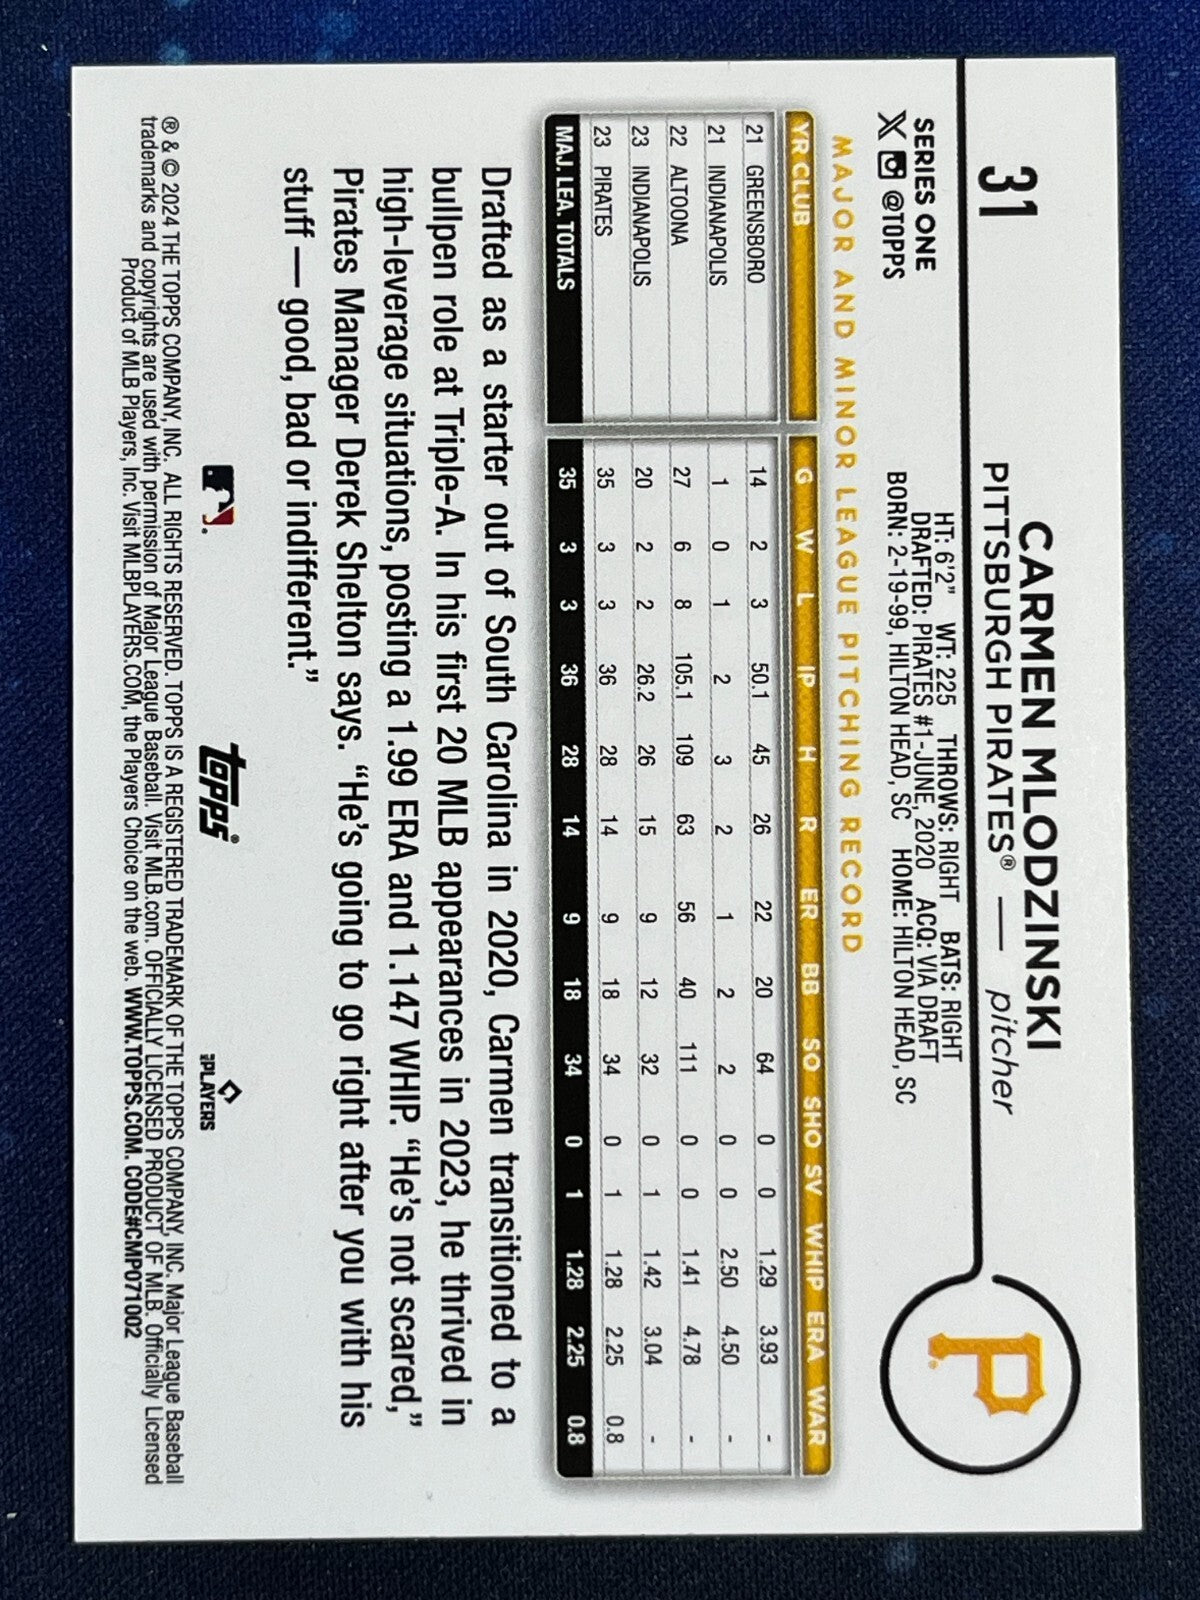 31
CARMEN MLODZINSKI
PITTSBURGH PIRATES® — pitcher
P
SERIES ONE
X @TOPPS
HT: 6'2" WT: 225 THROWS: RIGHT BATS: RIGHT
DRAFTED: PIRATES #1-JUNE, 2020 ACQ: VIA DRAFT
BORN: 2-19-99, HILTON HEAD, SC HOME: HILTON HEAD, SC
MAJOR AND MINOR LEAGUE PITCHING RECORD
YR CLUB G W L IP H R ER BB SO SHO SV WHIP ERA WAR
21 GREENSBORO 14 2 3 50.1 45 26 22 20 64 0 0 1.29 3.93 -
21 INDIANAPOLIS 1 0 1 2 3 2 1 2 2 0 0 2.50 4.50 -
22 ALTOONA 27 6 8 105.1 109 63 56 40 111 0 0 1.41 4.78 -
23 INDIANAPOLIS 20 2 2 26.2 26 15 9 12 32 0 1 1.42 3.04 -
23 PIRATES 35 3 3 36 28 14 9 18 34 0 1 1.28 2.25 0.8
MAJ. LEA. TOTALS 35 3 3 36 28 14 9 18 34 0 1 1.28 2.25 0.8
Drafted as a starter out of South Carolina in 2020, Carmen transitioned to a
bullpen role at Triple-A. In his first 20 MLB appearances in 2023, he thrived in
high-leverage situations, posting a 1.99 ERA and 1.147 WHIP. “He's not scared,”
Pirates Manager Derek Shelton says. “He's going to go right after you with his
stuff — good, bad or indifferent.”
topps®
PLAYERS
® & © 2024 THE TOPPS COMPANY, INC. ALL RIGHTS RESERVED. TOPPS IS A REGISTERED TRADEMARK OF THE TOPPS COMPANY, INC. Major League Baseball
trademarks and copyrights are used with permission of Major League Baseball. Visit MLB.com. OFFICIALLY LICENSED PRODUCT OF MLB. Officially Licensed
Product of MLB Players, Inc. Visit MLBPLAYERS.COM, the Players Choice on the web. WWW.TOPPS.COM. CODE#CMP071002